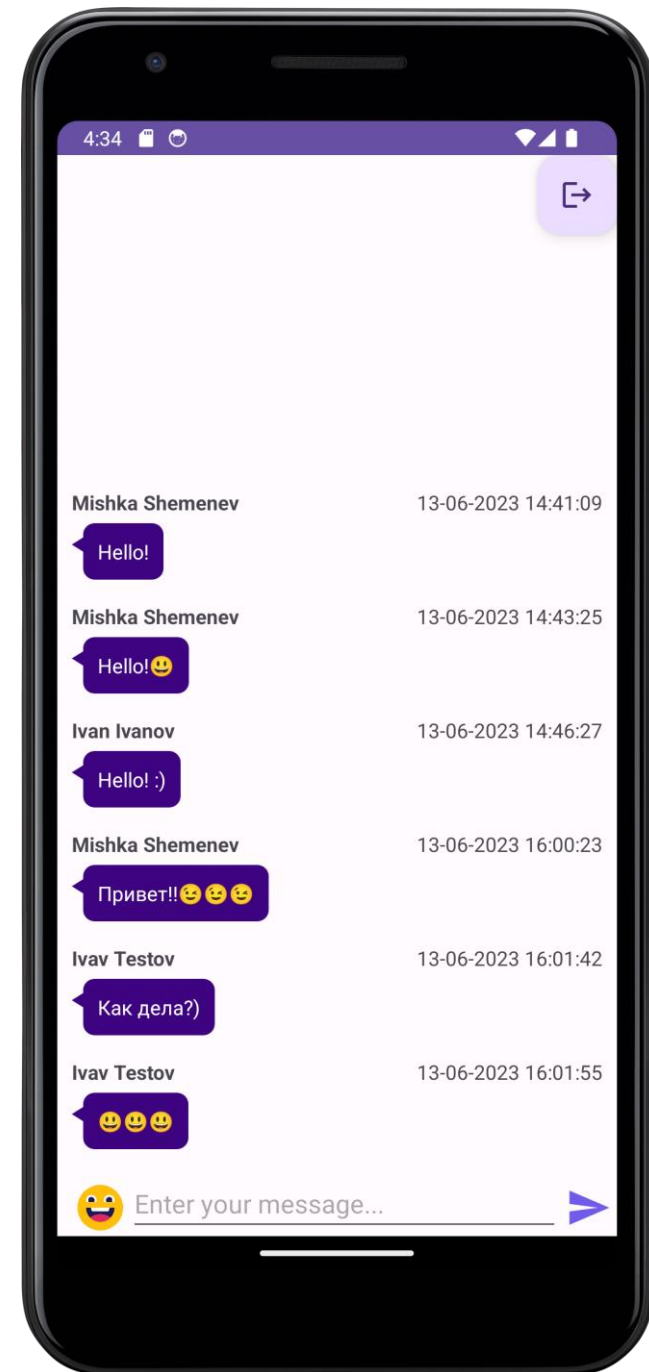 4:34
Mishka Shemenev 13-06-2023 14:41:09
Hello!
Mishka Shemenev 13-06-2023 14:43:25
Hello!😃
Ivan Ivanov 13-06-2023 14:46:27
Hello! :)
Mishka Shemenev 13-06-2023 16:00:23
Привет!!😉😉😉
Ivav Testov 13-06-2023 16:01:42
Как дела?)
Ivav Testov 13-06-2023 16:01:55
😃😃😃
Enter your message...